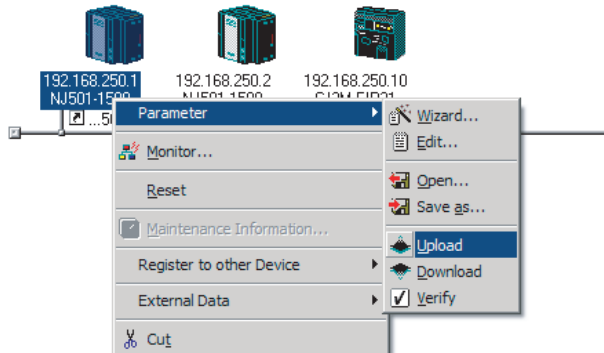 192.168.250.1
NJ501-1500
192.168.250.2
NJ501-1500
192.168.250.10
CJ2M-EIP21
Parameter
Monitor...
Reset
Maintenance Information...
Register to other Device
External Data
Cut
Wizard...
Edit...
Open...
Save as...
Upload
Download
Verify